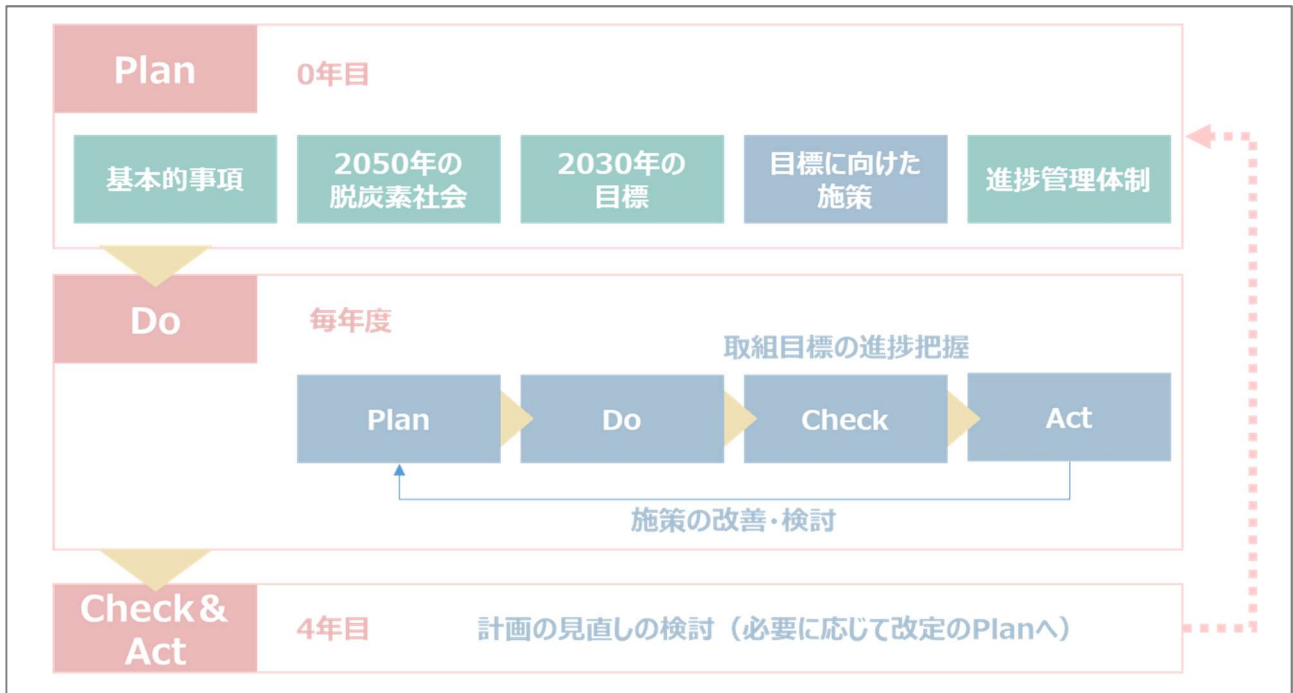 Plan
0年目
基本的事項
2050年の
脱炭素社会
2030年の
目標
目標に向けた
施策
進捗管理体制
Do
毎年度
取組目標の進捗把握
Plan
Do
Check
Act
施策の改善・検討
Check&
Act
4年目
計画の見直しの検討（必要に応じて改定のPlanへ）